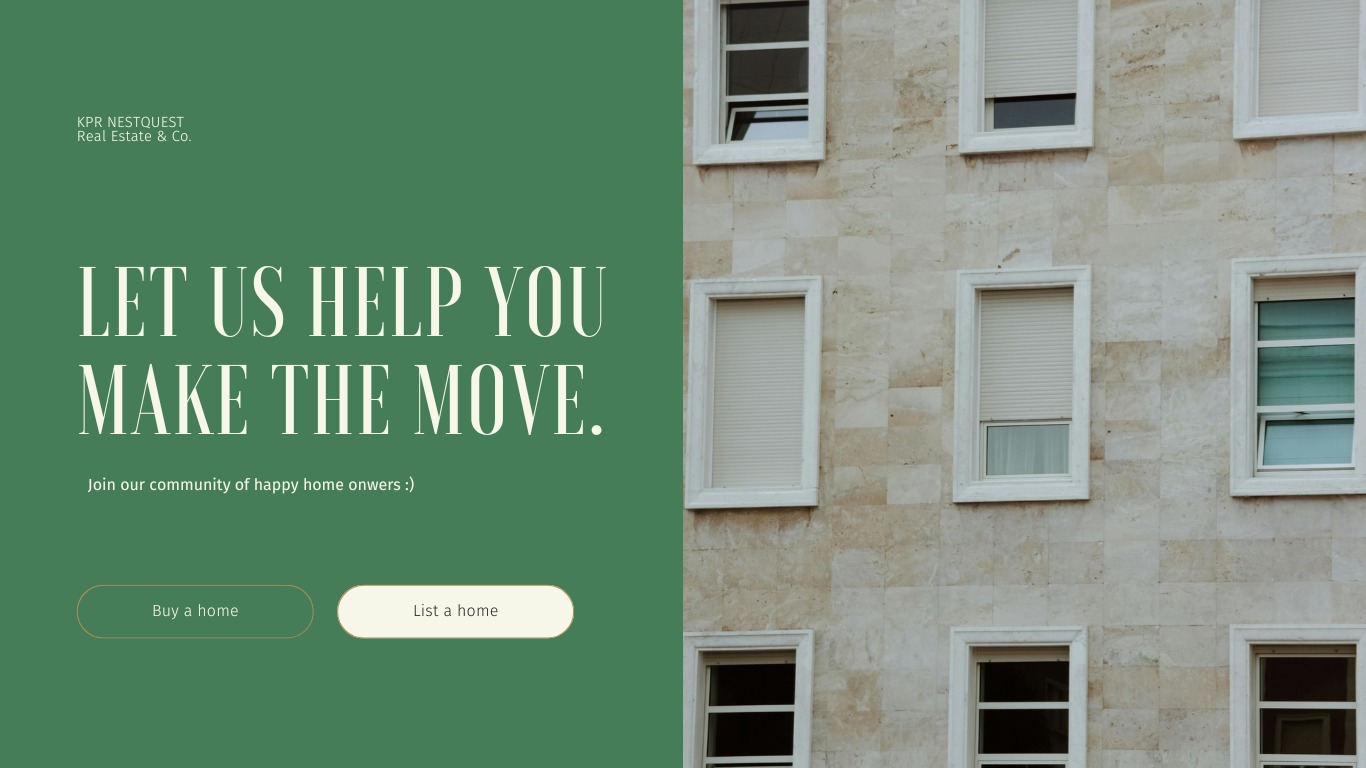 KPR NESTQUEST
Real Estate & Co.
LET US HELP YOU
MAKE THE MOVE.
Join our community of happy home onwers :)
Buy a home
List a home